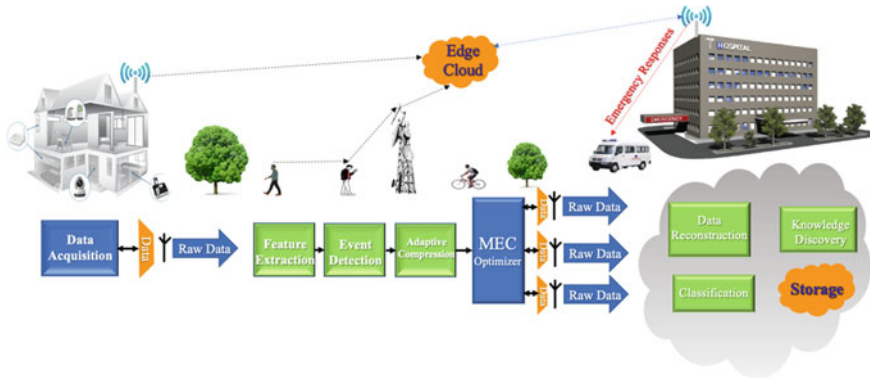 Edge
Cloud
Emergency Responses
HOSPITAL
EMERGENCY
Data
Acquisition
Data
Raw Data
Feature
Extraction
Event
Detection
Adaptive
Compression
MEC
Optimizer
Data
Raw Data
Data
Raw Data
Data
Raw Data
Data
Reconstruction
Knowledge
Discovery
Classification
Storage